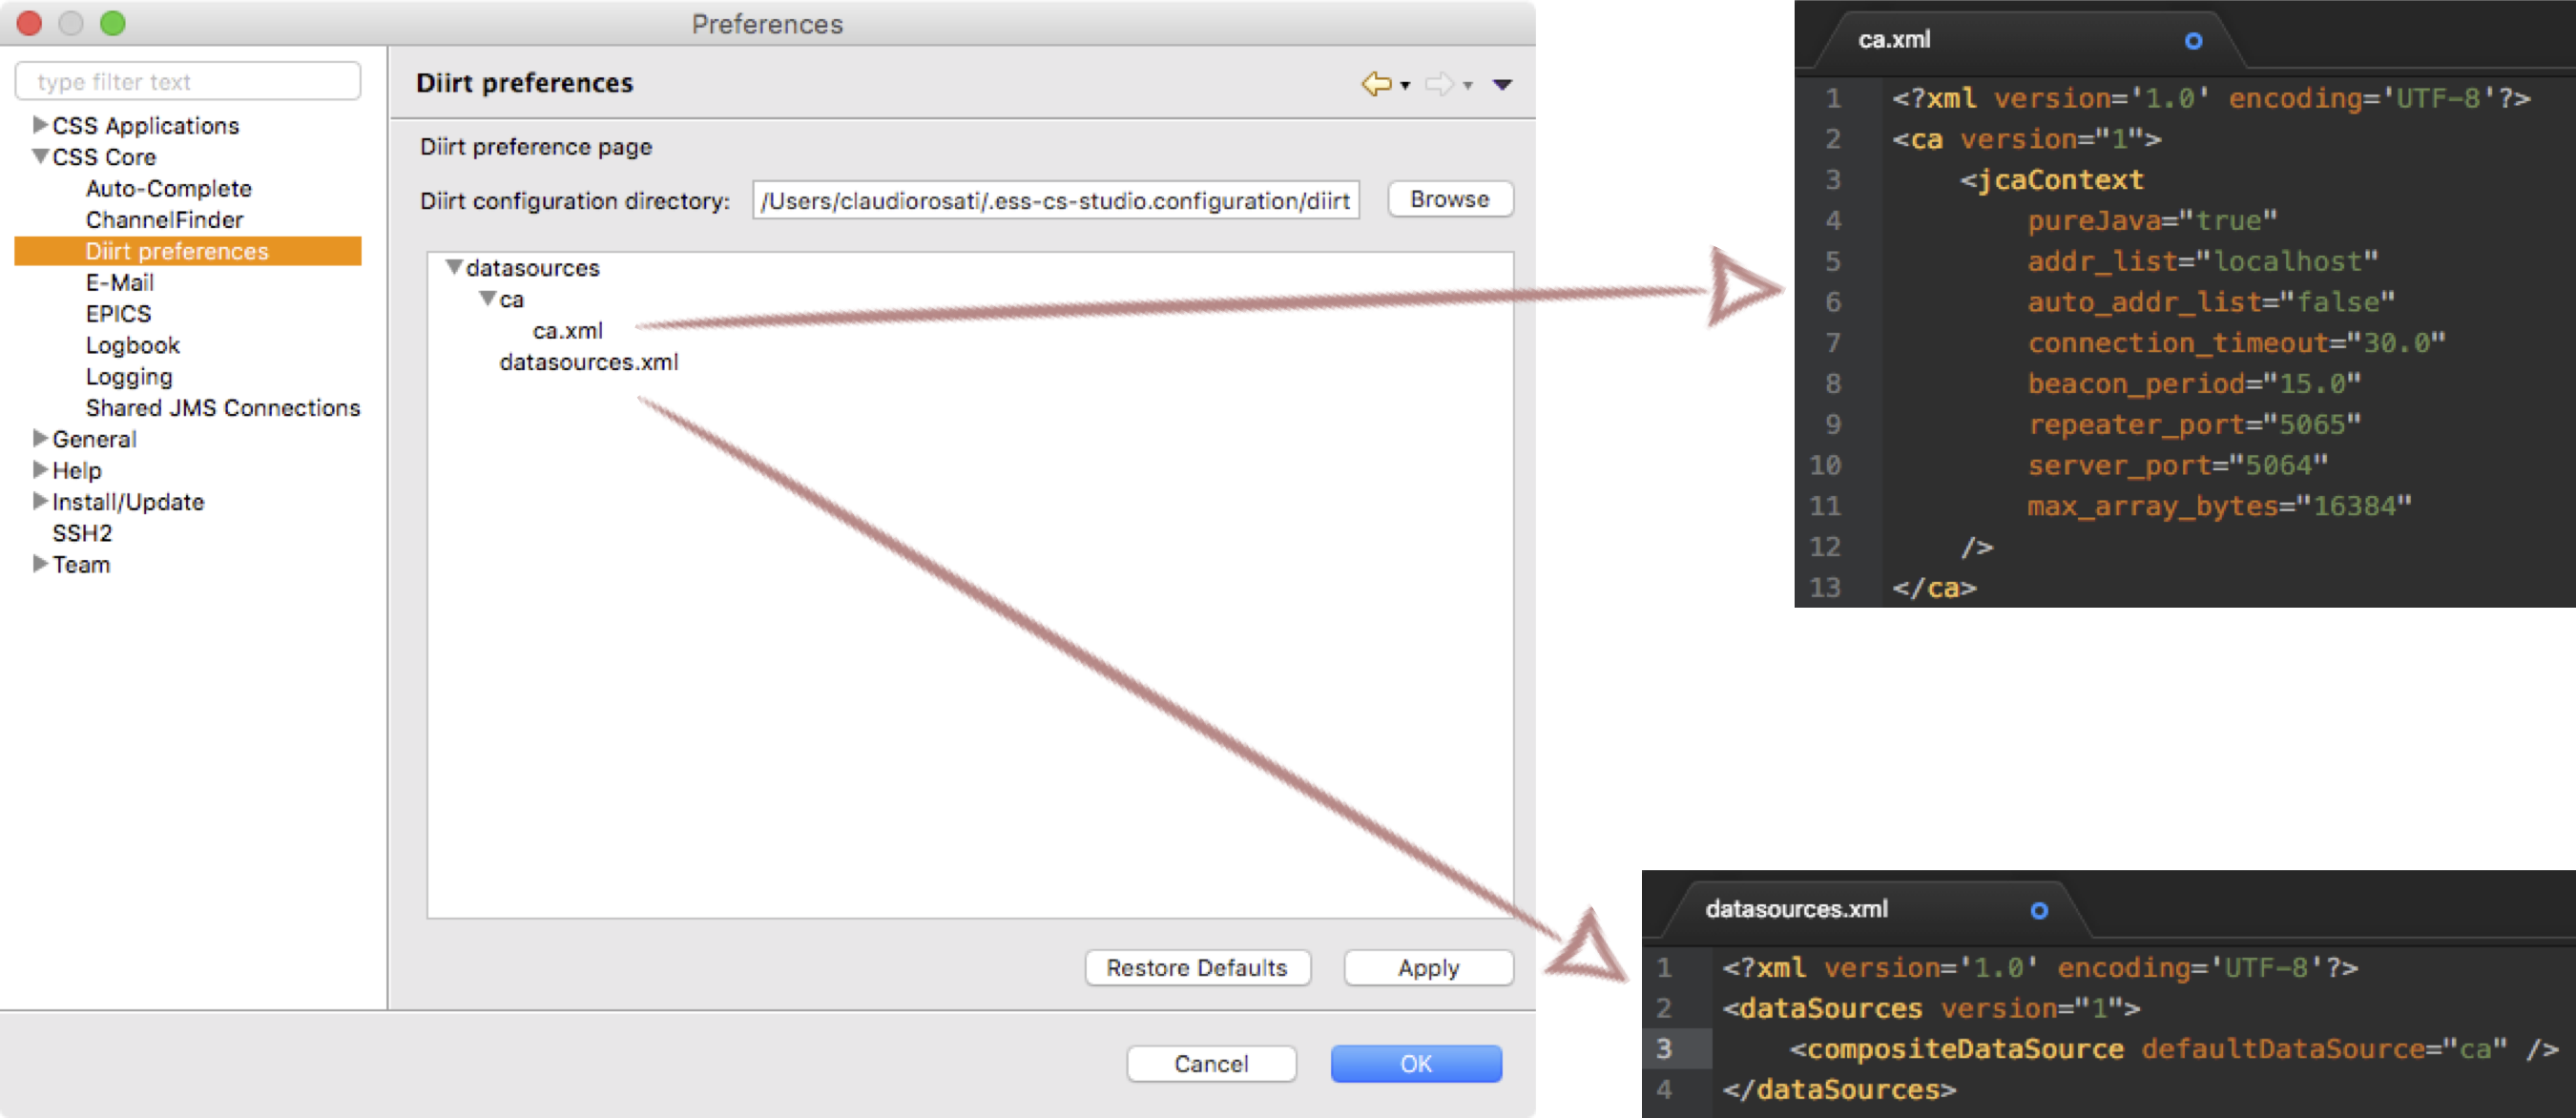 Preferences
type filter text
CSS Applications
CSS Core
Auto-Complete
ChannelFinder
Diirt preferences
E-Mail
EPICS
Logbook
Logging
Shared JMS Connections
General
Help
Install/Update
SSH2
Team
Diirt preferences
Diirt preference page
Diirt configuration directory: /Users/claudiorosati/.ess-cs-studio.configuration/diirt Browse
datasources
ca
ca.xml
datasources.xml
Restore Defaults Apply
Cancel OK
ca.xml
1 <?xml version='1.0' encoding='UTF-8'?>
2 <ca version="1">
3 <jcaContext
4 pureJava="true"
5 addr_list="localhost"
6 auto_addr_list="false"
7 connection_timeout="30.0"
8 beacon_period="15.0"
9 repeater_port="5065"
10 server_port="5064"
11 max_array_bytes="16384"
12 />
13 </ca>
datasources.xml
1 <?xml version='1.0' encoding='UTF-8'?>
2 <dataSources version="1">
3 <compositeDataSource defaultDataSource="ca" />
4 </dataSources>